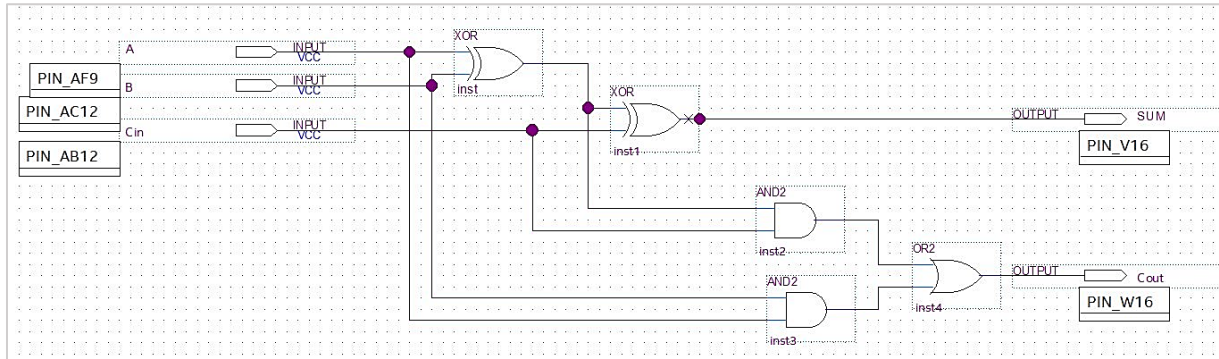 XOR
A
INPUT
VCC
PIN_AF9
inst
B
INPUT
VCC
XOR
PIN_AC12
OUTPUT
SUM
Cin
INPUT
VCC
PIN_V16
inst1
PIN_AB12
AND2
OR2
inst2
OUTPUT
Cout
AND2
PIN_W16
inst4
inst3